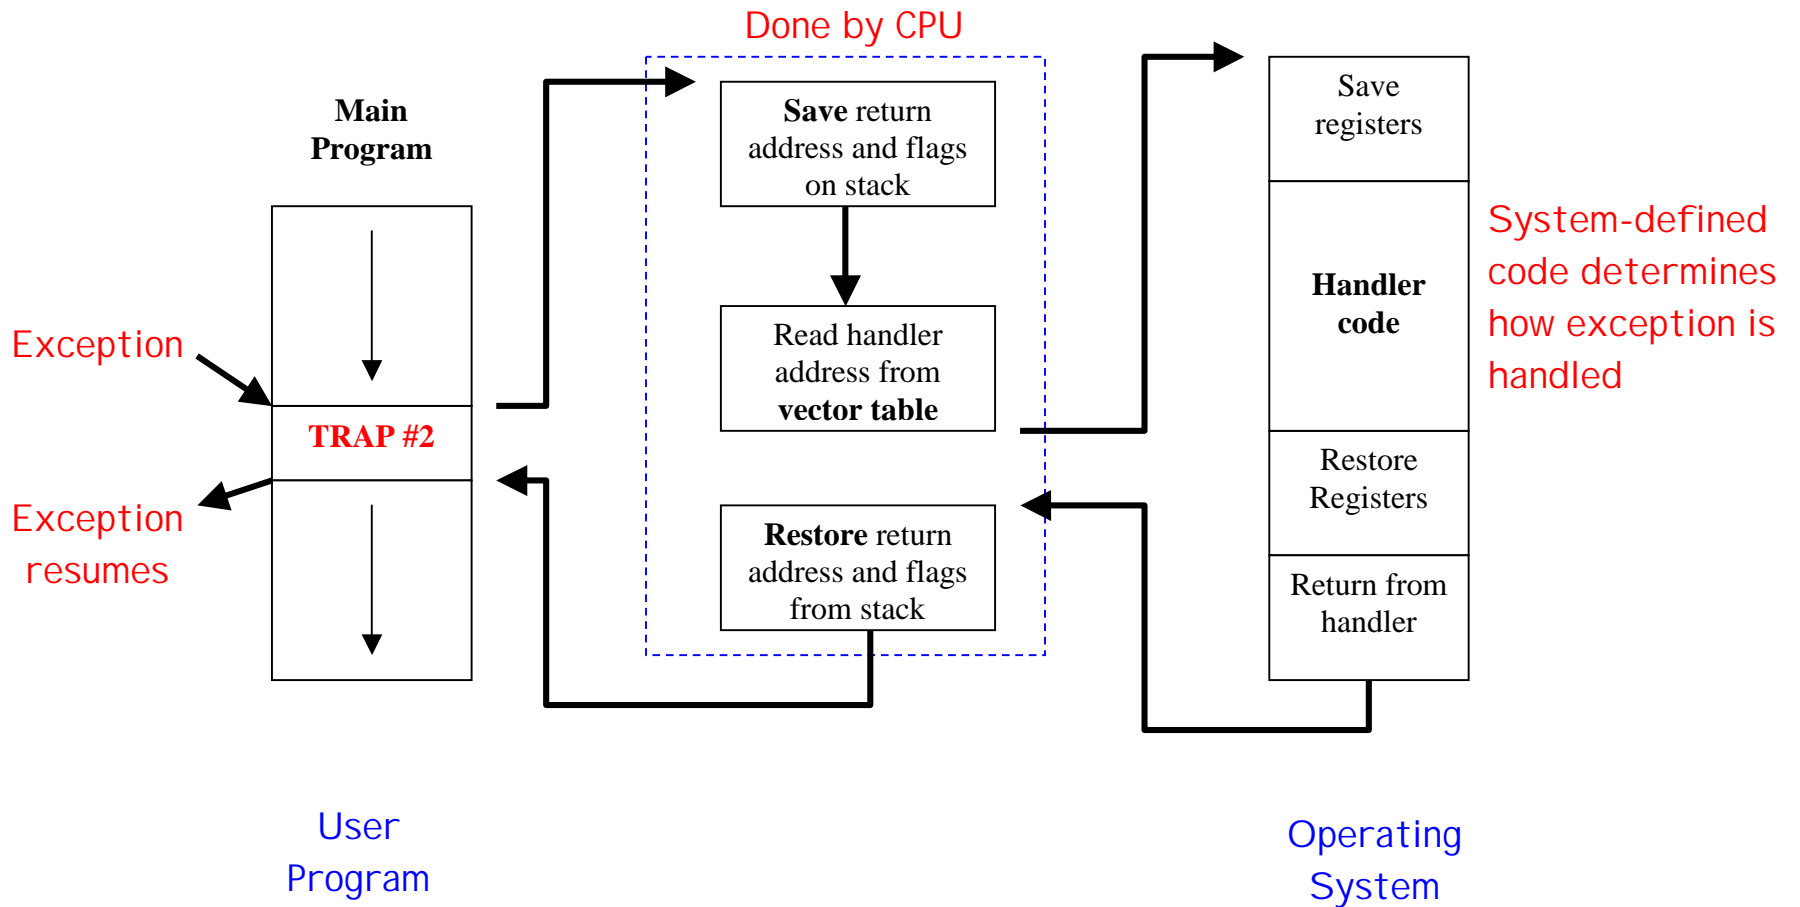 Done by CPU
Main
Program
Exception
TRAP #2
Exception
resumes
Save return
address and flags
on stack
Read handler
address from
vector table
Restore return
address and flags
from stack
Save
registers
Handler
code
Restore
Registers
Return from
handler
System-defined
code determines
how exception is
handled
User
Program
Operating
System